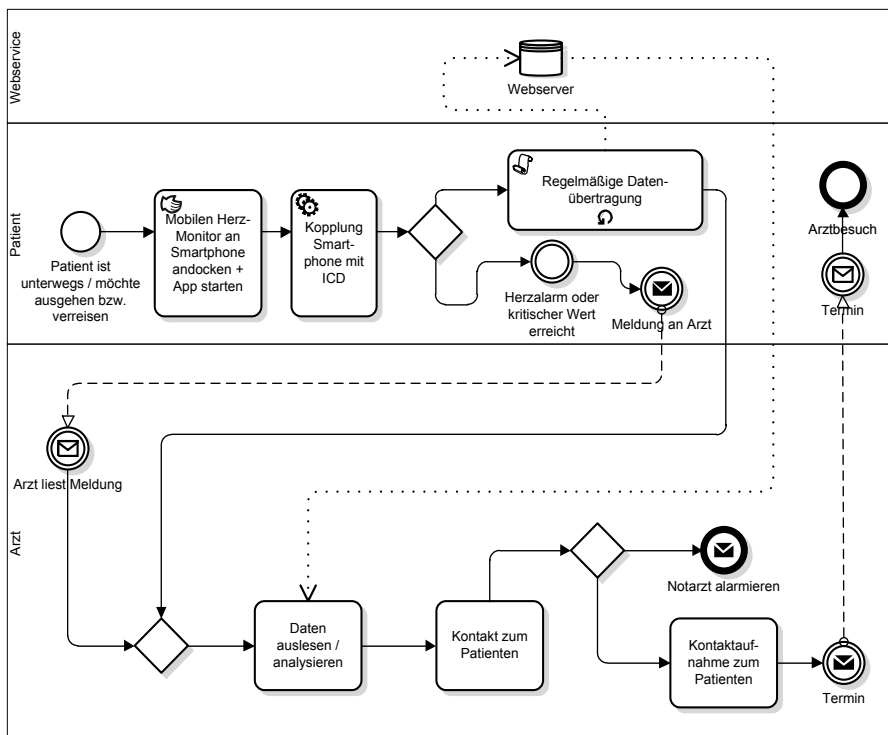 Webservice
Webserver
Patient
Patient ist
unterwegs / möchte
ausgehen bzw.
verreisen
Mobilen Herz-
Monitor an
Smartphone
andocken +
App starten
Kopplung
Smart-
phone mit
ICD
Regelmäßige Daten-
übertragung
Herzalarm oder
kritischer Wert
erreicht
Meldung an Arzt
Arztbesuch
Termin
Arzt
Arzt liest Meldung
Daten
auslesen /
analysieren
Kontakt zum
Patienten
Notarzt alarmieren
Kontaktauf-
nahme zum
Patienten
Termin